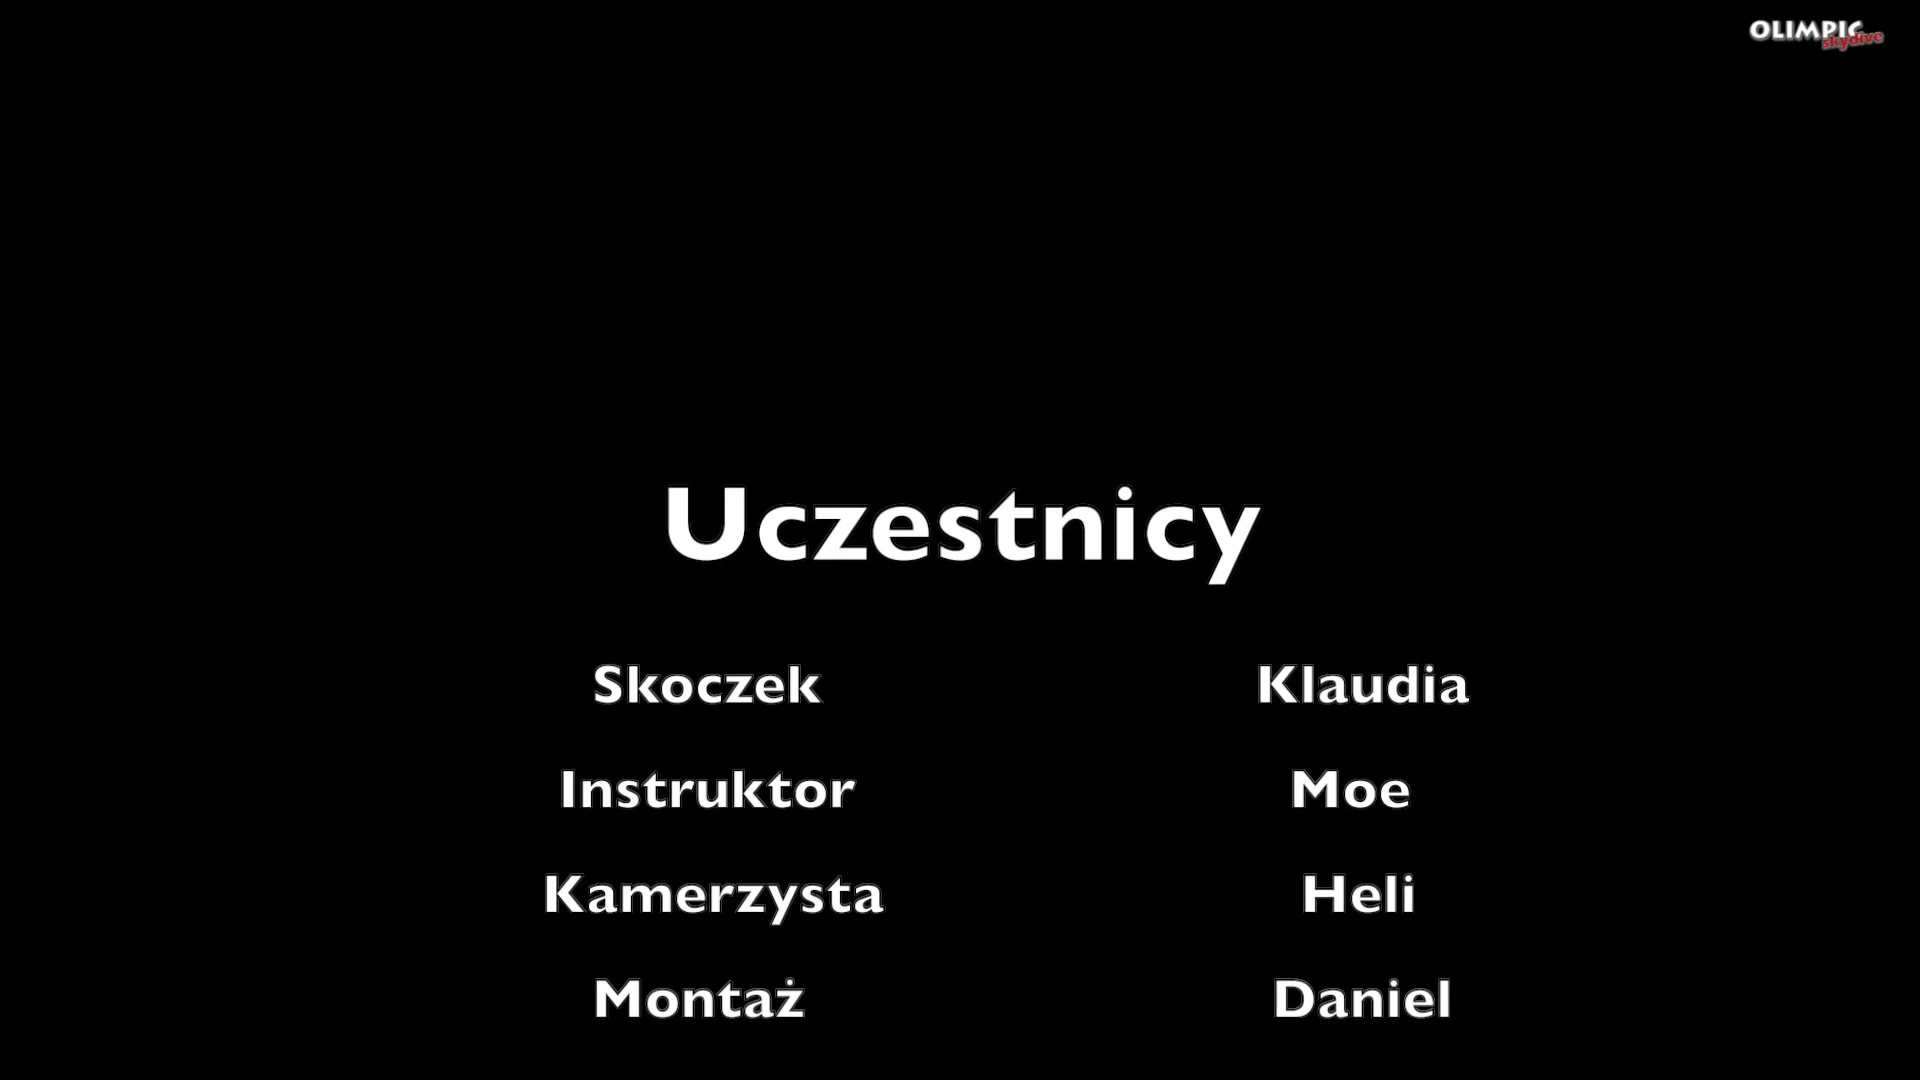 OLIMPIC
skydive
Uczestnicy
Skoczek Klaudia
Instruktor Moe
Kamerzysta Heli
Montaż Daniel